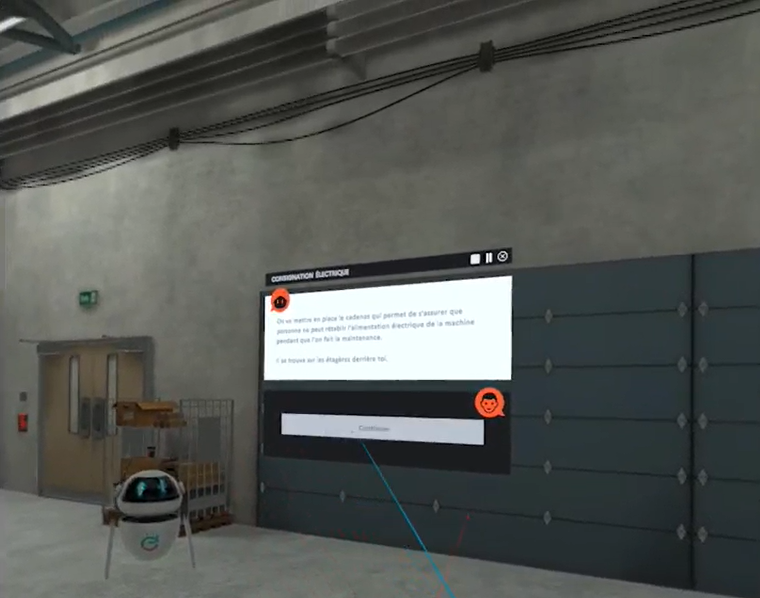 CONSIGNATION ÉLECTRIQUE
On va mettre en place le cadenas qui permet de s'assurer que
personne ne peut rétablir l'alimentation électrique de la machine
pendant que l'on fait la maintenance.
Il se trouve sur les étagères derrière toi.
Continuer